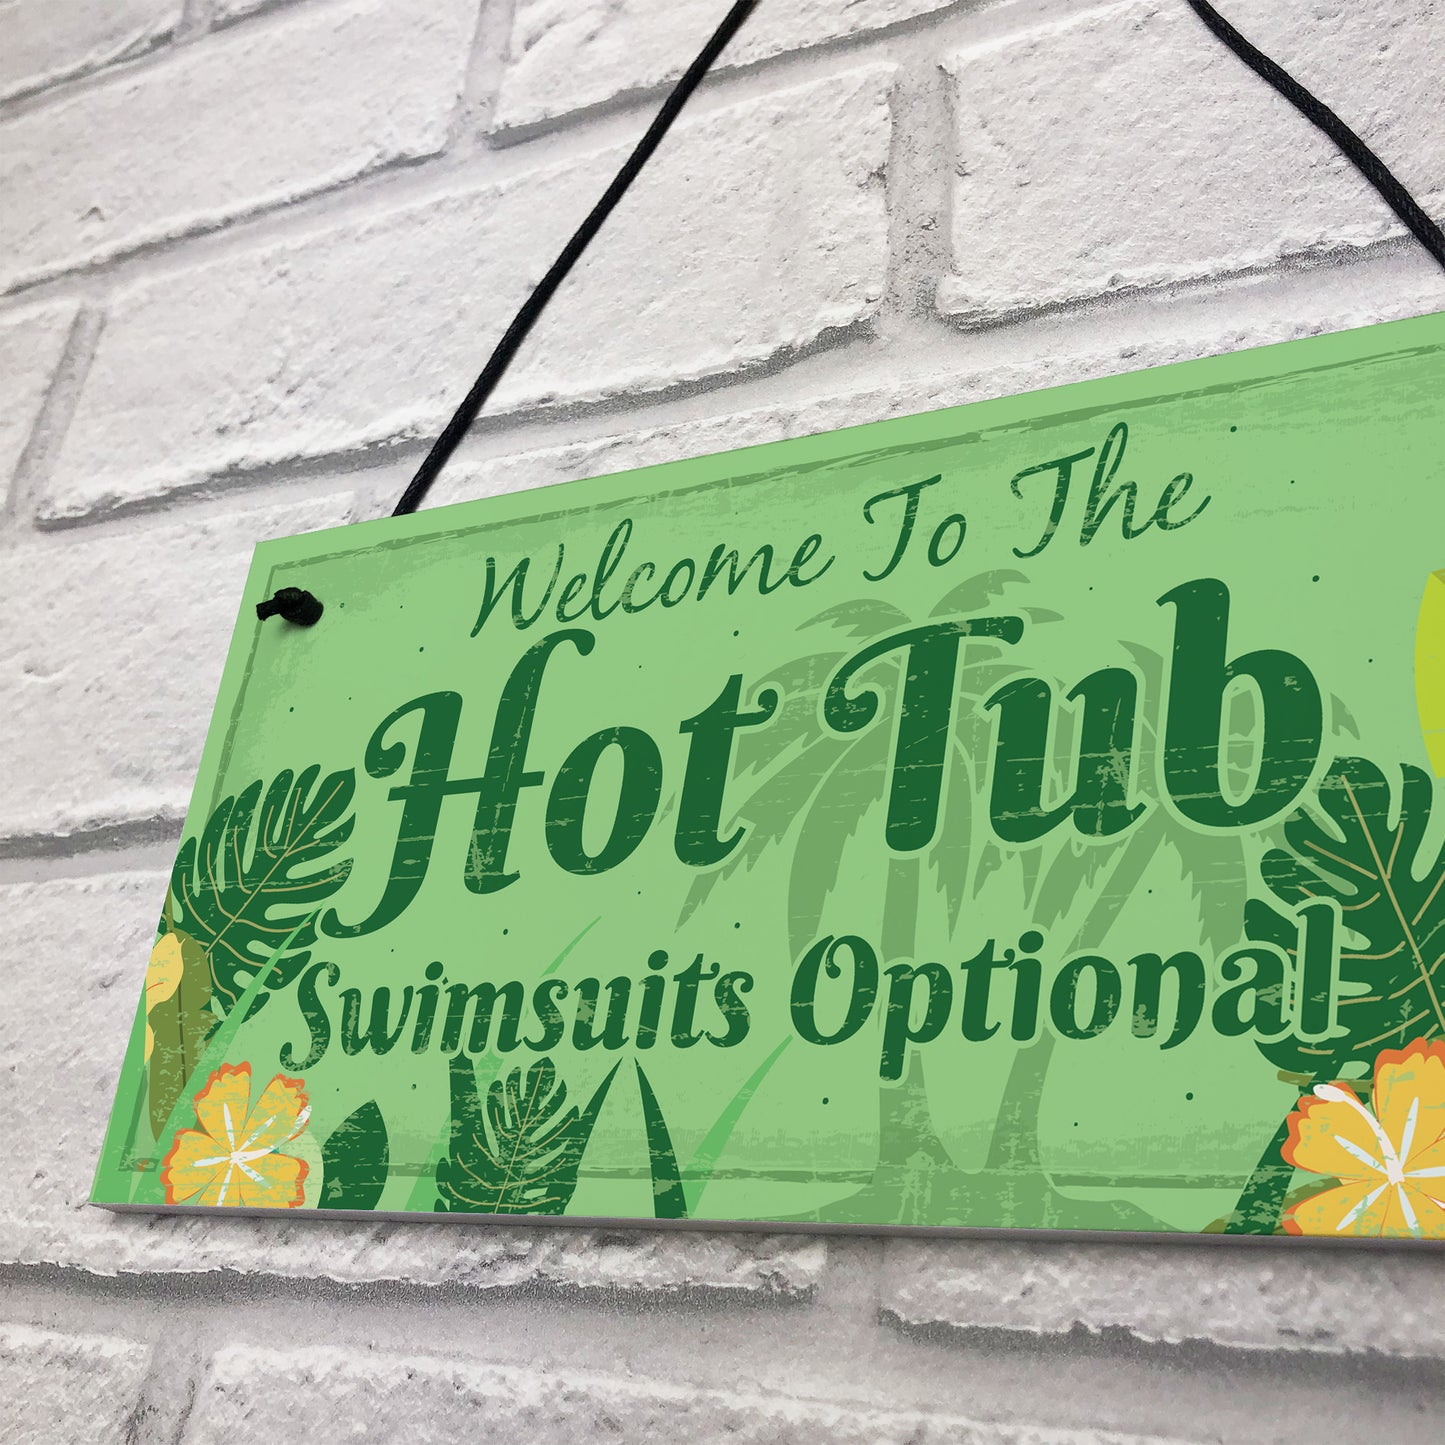 Welcome To The
Hot Tub
Swimsuits Optional